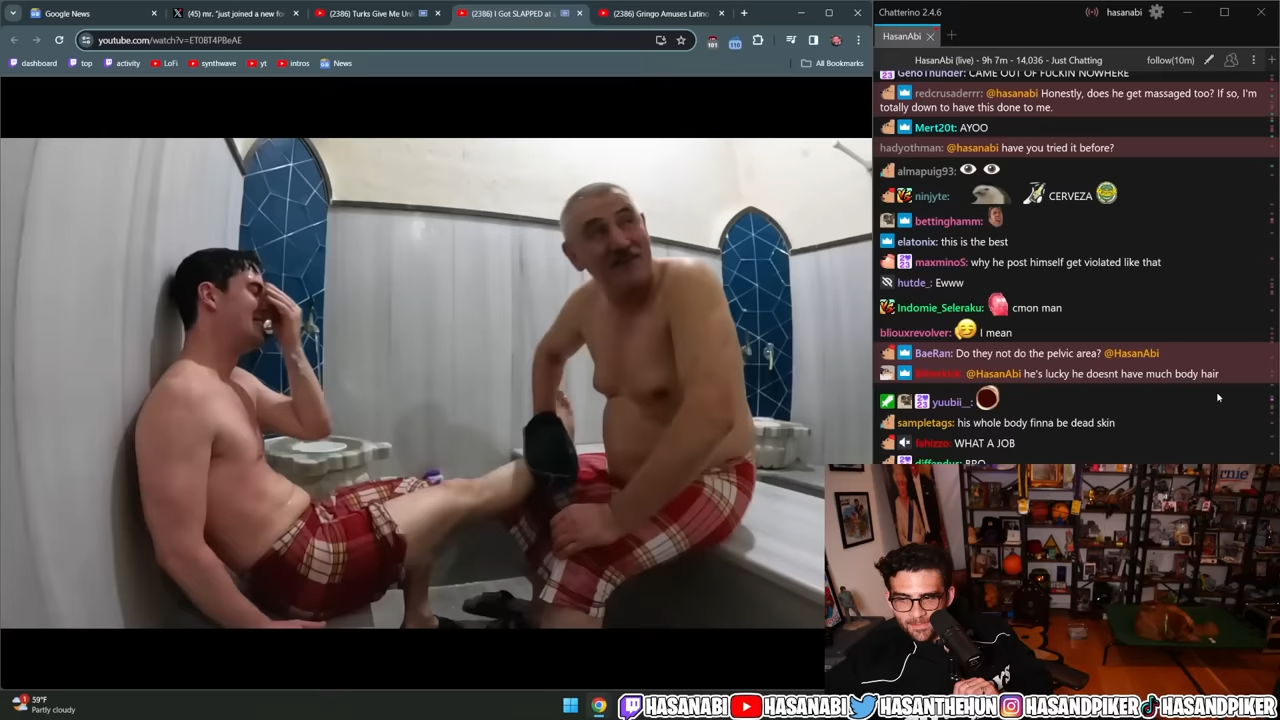 Google News
(45) mr. "just joined a new fo
(2386) Turks Give Me Unl
(2386) I Got SLAPPED at
(2386) Gringo Amuses Latino
youtube.com/watch?v=ET0BT4PBeAE
dashboard
top
activity
LoFi
synthwave
yt
intros
News
All Bookmarks
Chatterino 2.4.6
hasanabi
HasanAbi
HasanAbi (live) - 9h 7m - 14,036 - Just Chatting
follow(10m)
GenoThunder: CAME OUT OF FUCKIN NOWHERE
redcrusaderrr: @hasanabi Honestly, does he get massaged too? If so, I'm
totally down to have this done to me.
Mert20t: AYOO
hadyothman: @hasanabi have you tried it before?
almapuig93:
ninjyte: CERVEZA
bettinghamm:
elatonix: this is the best
maxminoS: why he post himself get violated like that
hutde_: Ewww
Indomie_Seleraku: cmon man
bliouxrevolver: I mean
BaeRan: Do they not do the pelvic area? @HasanAbi
@HasanAbi he's lucky he doesnt have much body hair
yuubii__:
sampletags: his whole body finna be dead skin
fahizzo: WHAT A JOB
diffendus: BRO
rnie
59°F
Partly cloudy
HASANABI
HASANABI
HASANTHEHUN
HASANDPIKER
HASANDPIKER